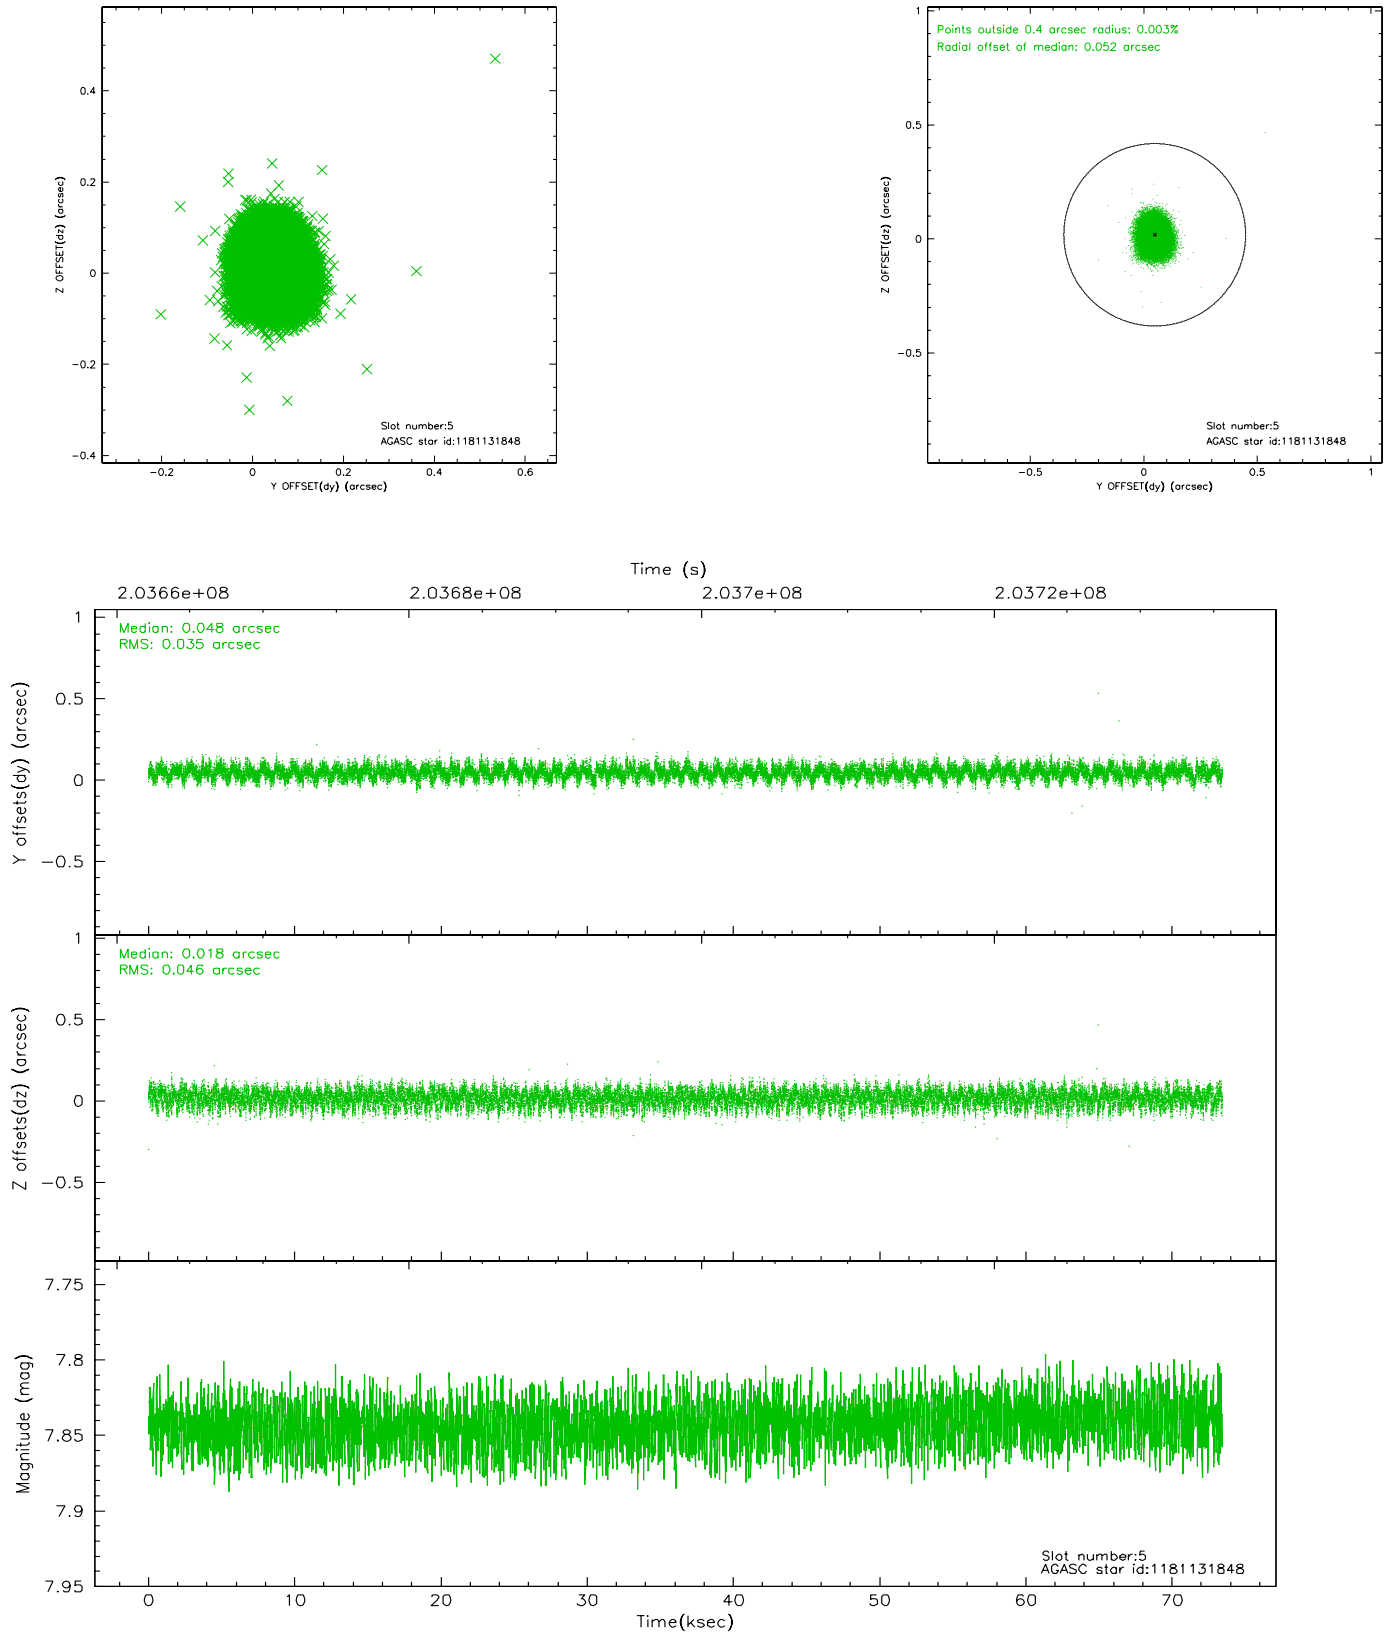 0.4
0.2
0
−0.2
−0.4
Z OFFSET(dz) (arcsec)
Slot number:5
AGASC star id:1181131848
−0.2 0 0.2 0.4 0.6
Y OFFSET(dy) (arcsec)
Points outside 0.4 arcsec radius: 0.003%
Radial offset of median: 0.052 arcsec
1
0.5
0
−0.5
Z OFFSET(dz) (arcsec)
Slot number:5
AGASC star id:1181131848
−0.5 0 0.5 1
Y OFFSET(dy) (arcsec)
Time (s)
2.0366e+08 2.0368e+08 2.037e+08 2.0372e+08
Median: 0.048 arcsec
RMS: 0.035 arcsec
1
0.5
0
−0.5
Y offsets(dy) (arcsec)
Median: 0.018 arcsec
RMS: 0.046 arcsec
1
0.5
0
−0.5
Z offsets(dz) (arcsec)
7.75
7.8
7.85
7.9
7.95
Magnitude (mag)
Slot number:5
AGASC star id:1181131848
0 10 20 30 40 50 60 70
Time(ksec)